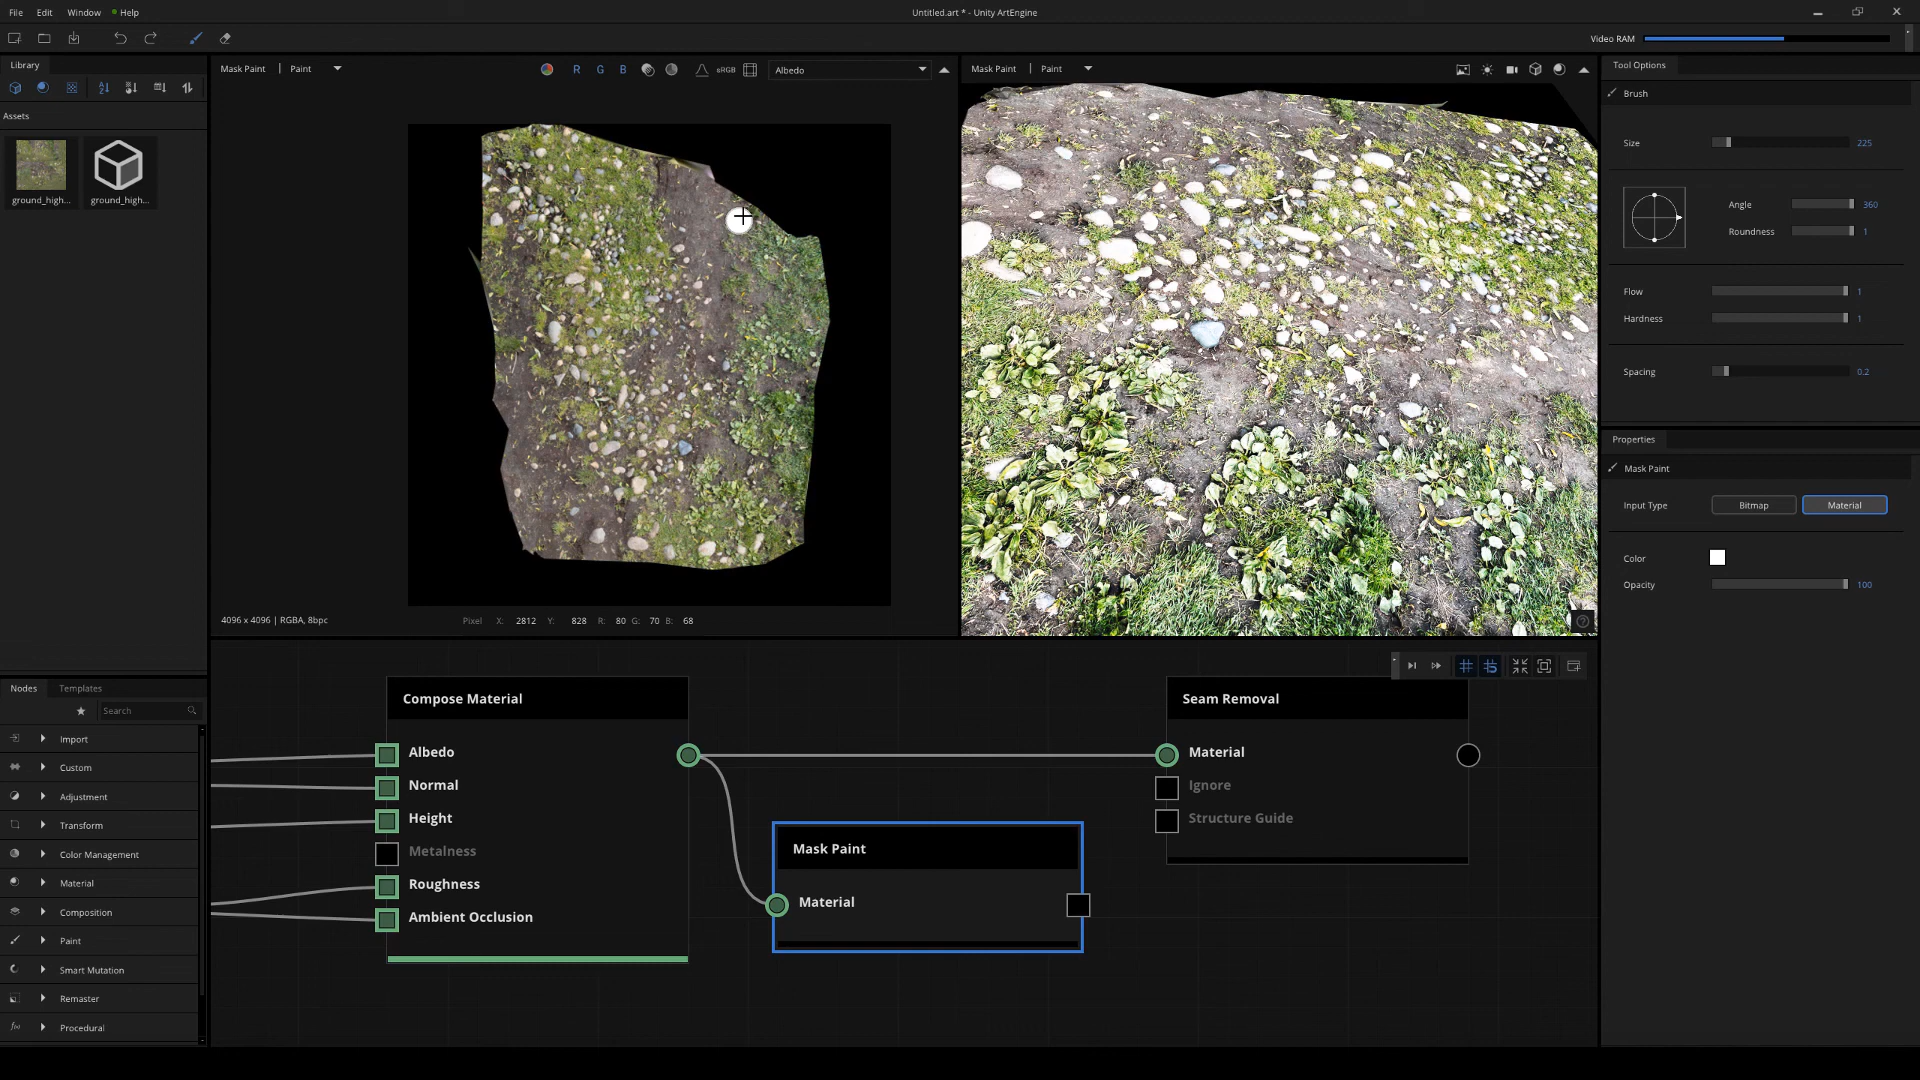 File Edit Window Help
Untitled.art * - Unity ArtEngine
Video RAM
Library
Assets
ground_high...
ground_high...
Mask Paint | Paint
R G B
sRGB
Albedo
Mask Paint | Paint
4096 x 4096 | RGBA, 8bpc
Pixel X: 2812 Y: 828 R: 80 G: 70 B: 68
Tool Options
Brush
Size 225
Angle 360
Roundness 1
Flow 1
Hardness 1
Spacing 0.2
Properties
Mask Paint
Input Type Bitmap Material
Color
Opacity 100
Nodes Templates
Search
Import
Custom
Adjustment
Transform
Color Management
Material
Composition
Paint
Smart Mutation
Remaster
Procedural
Compose Material
Albedo
Normal
Height
Metalness
Roughness
Ambient Occlusion
Mask Paint
Material
Seam Removal
Material
Ignore
Structure Guide